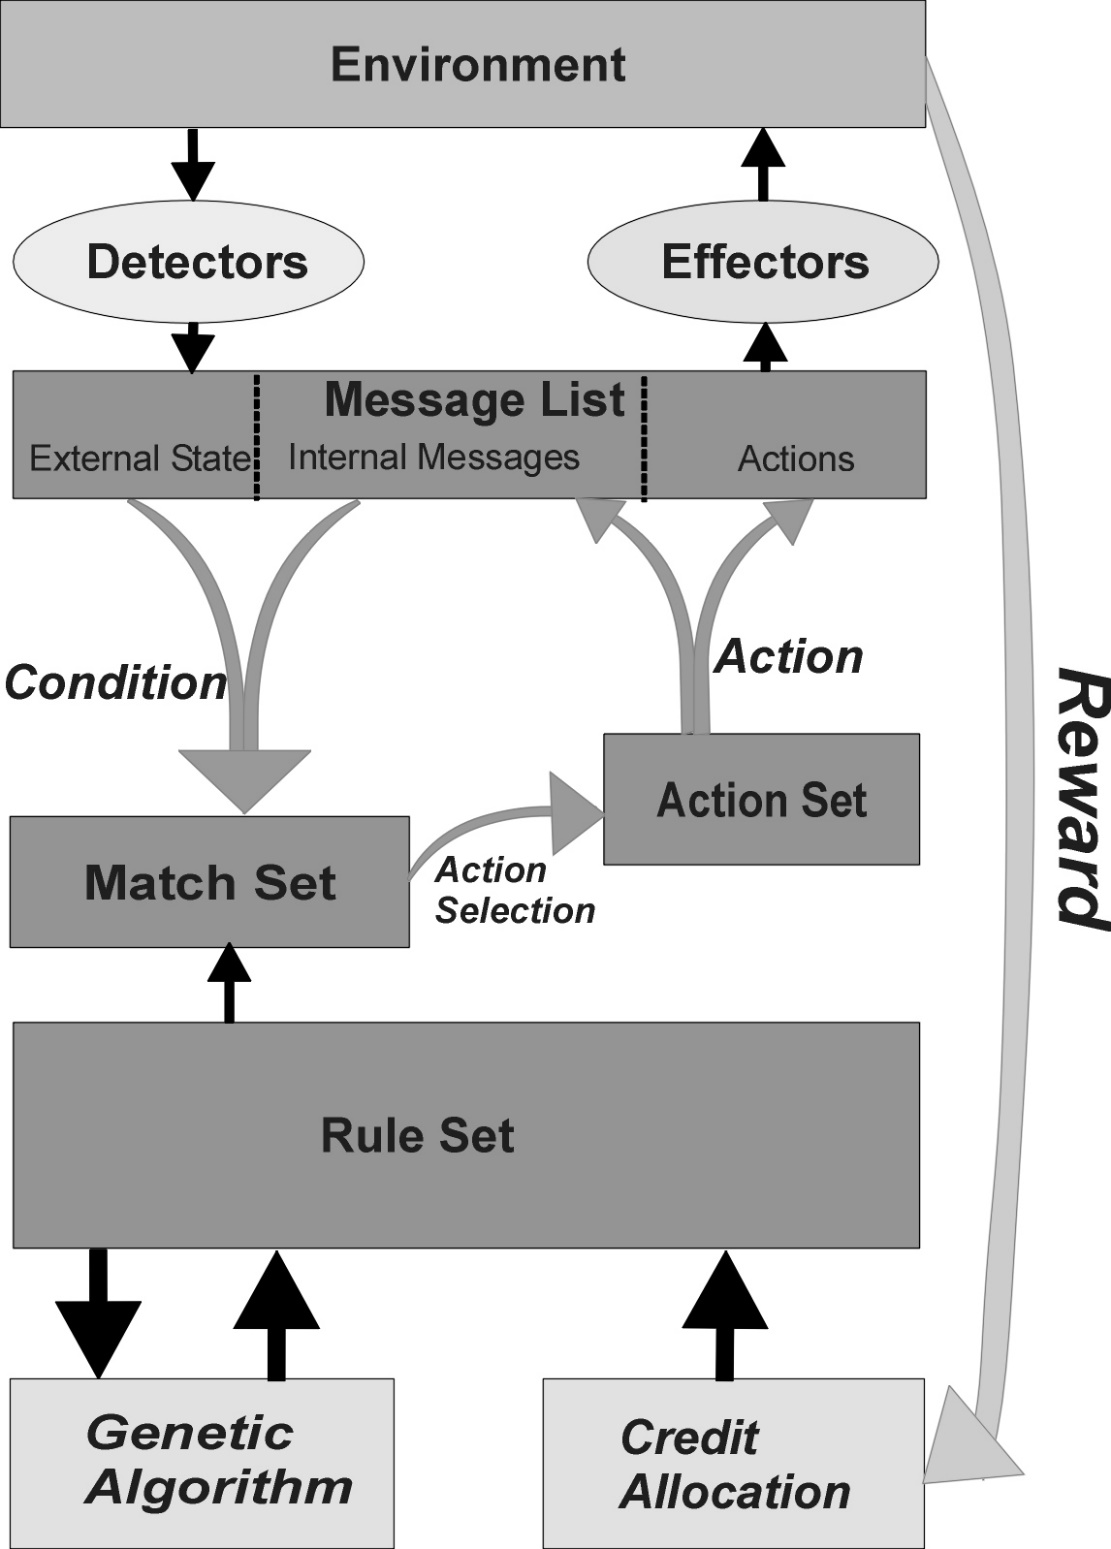 Environment
Detectors
Effectors
Message List
External State
Internal Messages
Actions
Condition
Action
Reward
Action Set
Match Set
Action
Selection
Rule Set
Genetic
Algorithm
Credit
Allocation